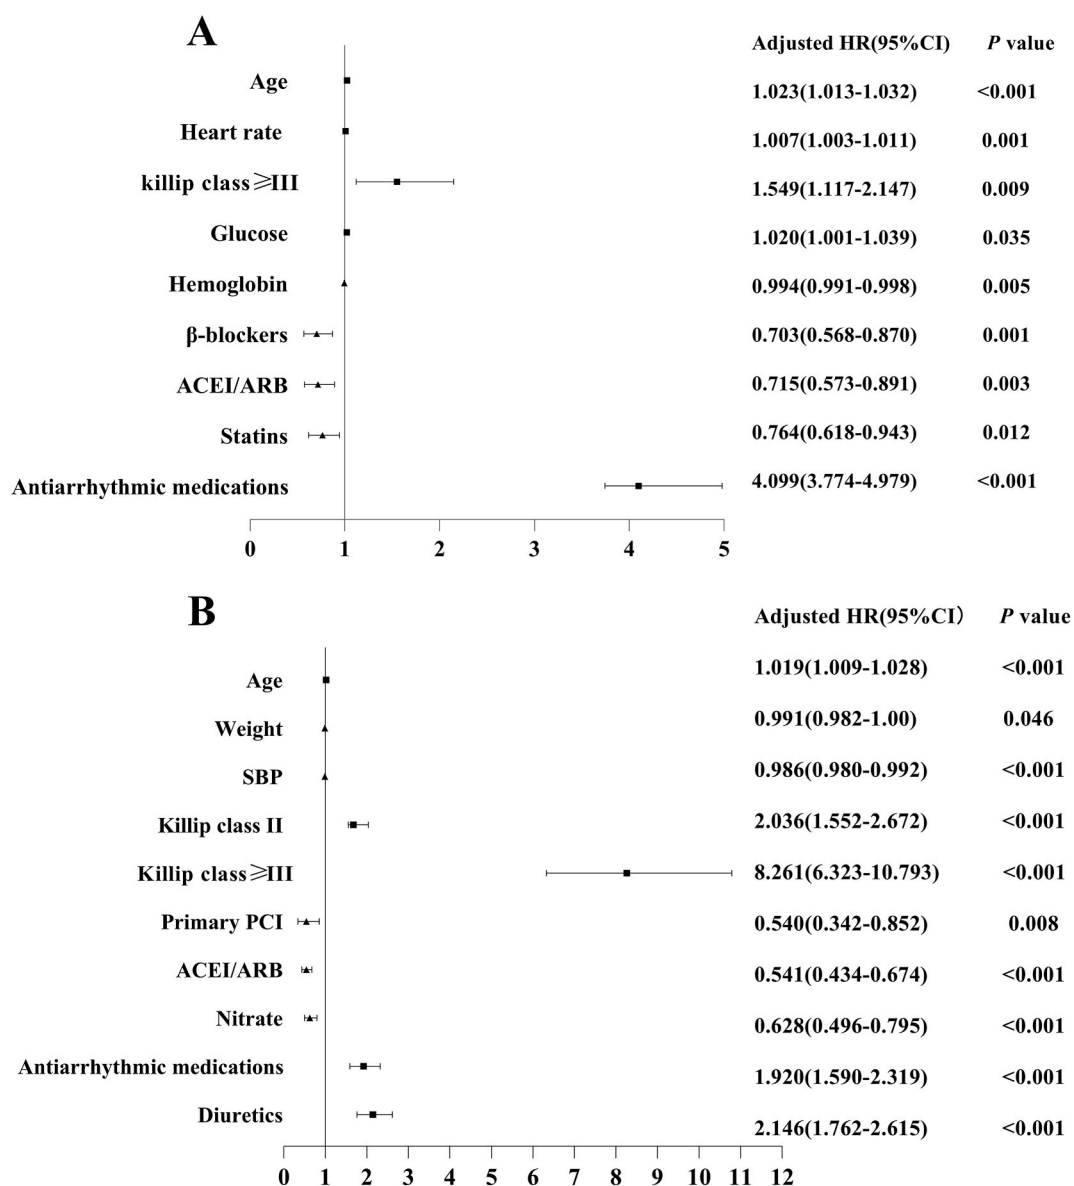 A
Adjusted HR(95%CI) P value
Age 1.023(1.013-1.032) <0.001
Heart rate 1.007(1.003-1.011) 0.001
killip class⩾III 1.549(1.117-2.147) 0.009
Glucose 1.020(1.001-1.039) 0.035
Hemoglobin 0.994(0.991-0.998) 0.005
β-blockers 0.703(0.568-0.870) 0.001
ACEI/ARB 0.715(0.573-0.891) 0.003
Statins 0.764(0.618-0.943) 0.012
Antiarrhythmic medications 4.099(3.774-4.979) <0.001
0 1 2 3 4 5
B
Adjusted HR(95%CI） P value
Age 1.019(1.009-1.028) <0.001
Weight 0.991(0.982-1.00) 0.046
SBP 0.986(0.980-0.992) <0.001
Killip class II 2.036(1.552-2.672) <0.001
Killip class⩾III 8.261(6.323-10.793) <0.001
Primary PCI 0.540(0.342-0.852) 0.008
ACEI/ARB 0.541(0.434-0.674) <0.001
Nitrate 0.628(0.496-0.795) <0.001
Antiarrhythmic medications 1.920(1.590-2.319) <0.001
Diuretics 2.146(1.762-2.615) <0.001
0 1 2 3 4 5 6 7 8 9 10 11 12